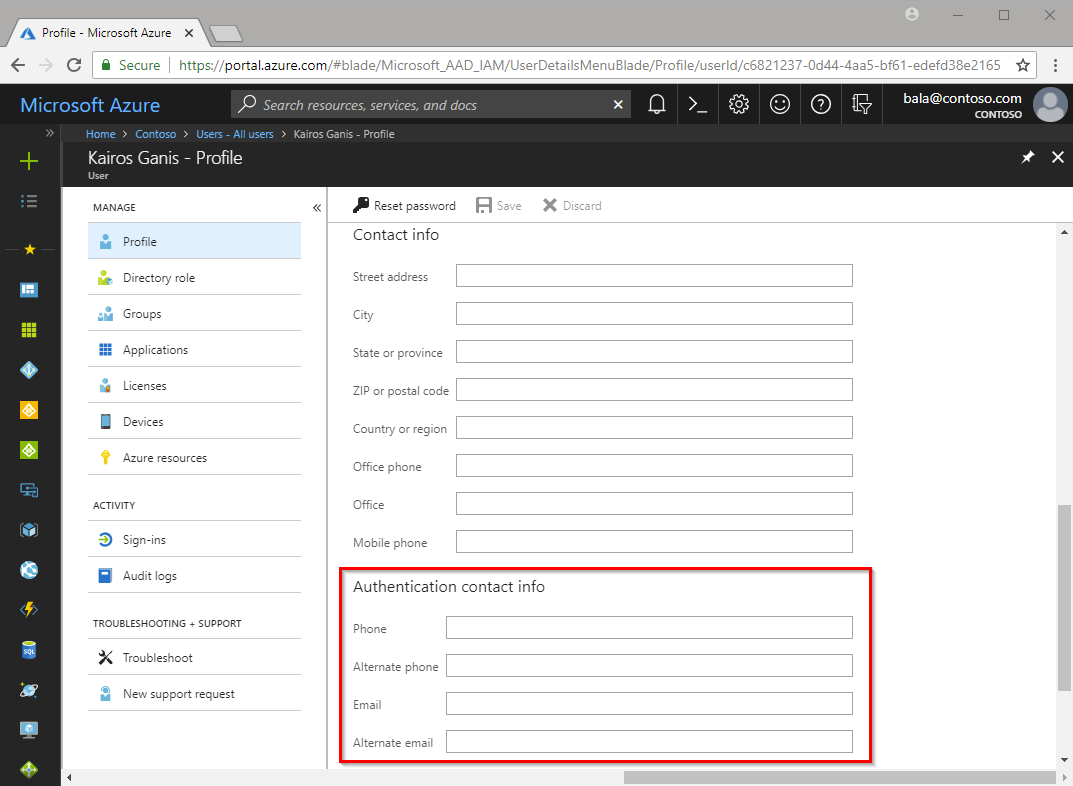 Profile - Microsoft Azure
Secure
https://portal.azure.com/#blade/Microsoft_AAD_IAM/UserDetailsMenuBlade/Profile/userId/c6821237-0d44-4aa5-bf61-edefd38e2165
Microsoft Azure
Search resources, services, and docs
bala@contoso.com
CONTOSO
Home > Contoso > Users - All users > Kairos Ganis - Profile
Kairos Ganis - Profile
User
MANAGE
Profile
Directory role
Groups
Applications
Licenses
Devices
Azure resources
ACTIVITY
Sign-ins
Audit logs
TROUBLESHOOTING + SUPPORT
Troubleshoot
New support request
Reset password
Save
Discard
Contact info
Street address
City
State or province
ZIP or postal code
Country or region
Office phone
Office
Mobile phone
Authentication contact info
Phone
Alternate phone
Email
Alternate email
SQL